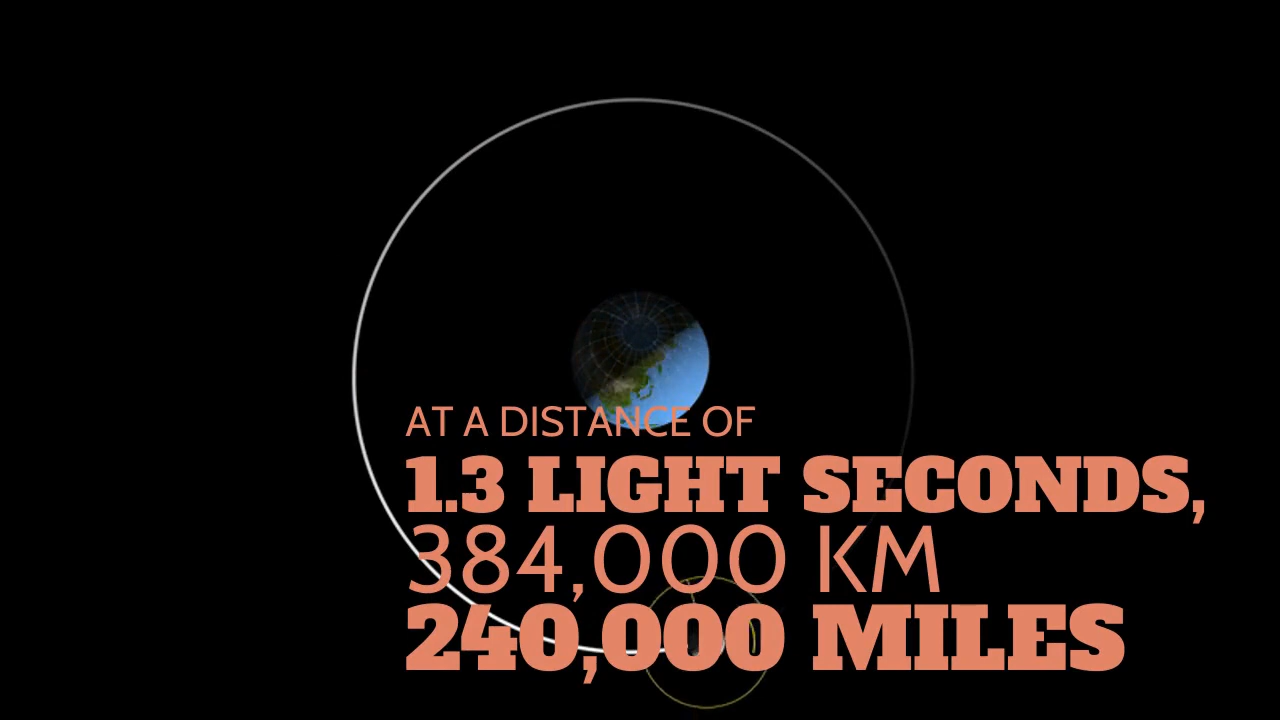 AT A DISTANCE OF
1.3 LIGHT SECONDS,
384,000 KM
240,000 MILES